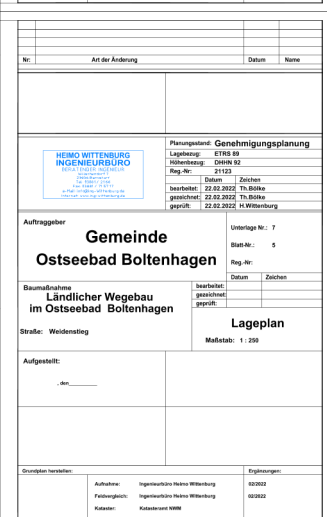 Nr: Art der Änderung Datum Name
Planungsstand: Genehmigungsplanung
Lagebezug: ETRS 89
Höhenbezug: DHHN 92
Reg.-Nr: 21123
Datum Zeichen
bearbeitet: 22.02.2022 Th.Bölke
gezeichnet: 22.02.2022 Th.Bölke
geprüft: 22.02.2022 H.Wittenburg
HEIMO WITTENBURG
INGENIEURBÜRO
BERATENDER INGENIEUR
Auftraggeber
Gemeinde
Ostseebad Boltenhagen
Unterlage Nr.: 7
Blatt-Nr.: 5
Reg.-Nr:
Datum Zeichen
bearbeitet:
gezeichnet:
geprüft:
Baumaßnahme
Ländlicher Wegebau
im Ostseebad Boltenhagen
Straße: Weidenstieg
Lageplan
Maßstab: 1 : 250
Aufgestellt:
, den
Grundplan herstellen: Ergänzungen:
Aufnahme: Ingenieurbüro Heimo Wittenburg 02/2022
Feldvergleich: Ingenieurbüro Heimo Wittenburg 02/2022
Kataster: Katasteramt NWM